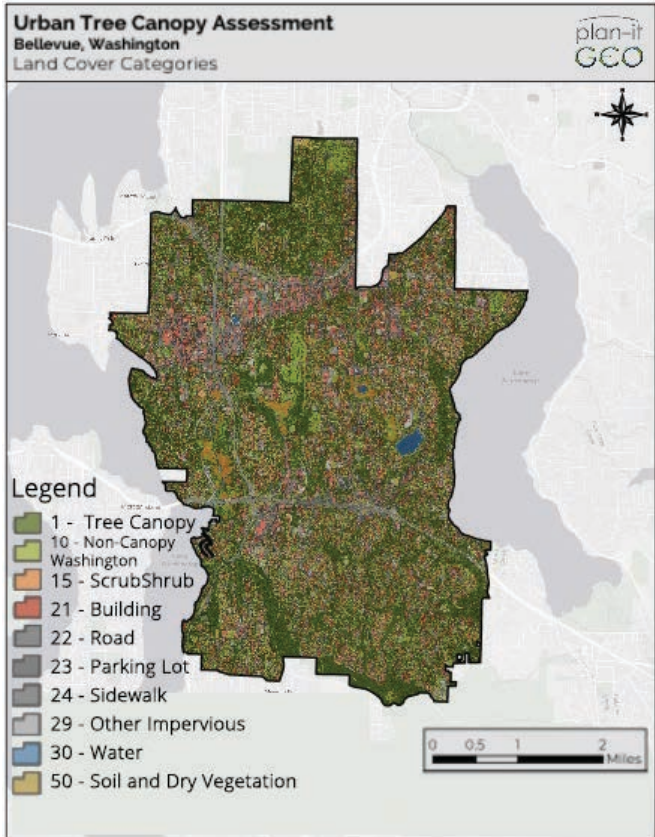 Urban Tree Canopy Assessment
Bellevue, Washington
Land Cover Categories
plan-it
GEO
Legend
1 - Tree Canopy
10 - Non-Canopy
Washington
15 - ScrubShrub
21 - Building
22 - Road
23 - Parking Lot
24 - Sidewalk
29 - Other Impervious
30 - Water
50 - Soil and Dry Vegetation
0 0.5 1 2
Miles